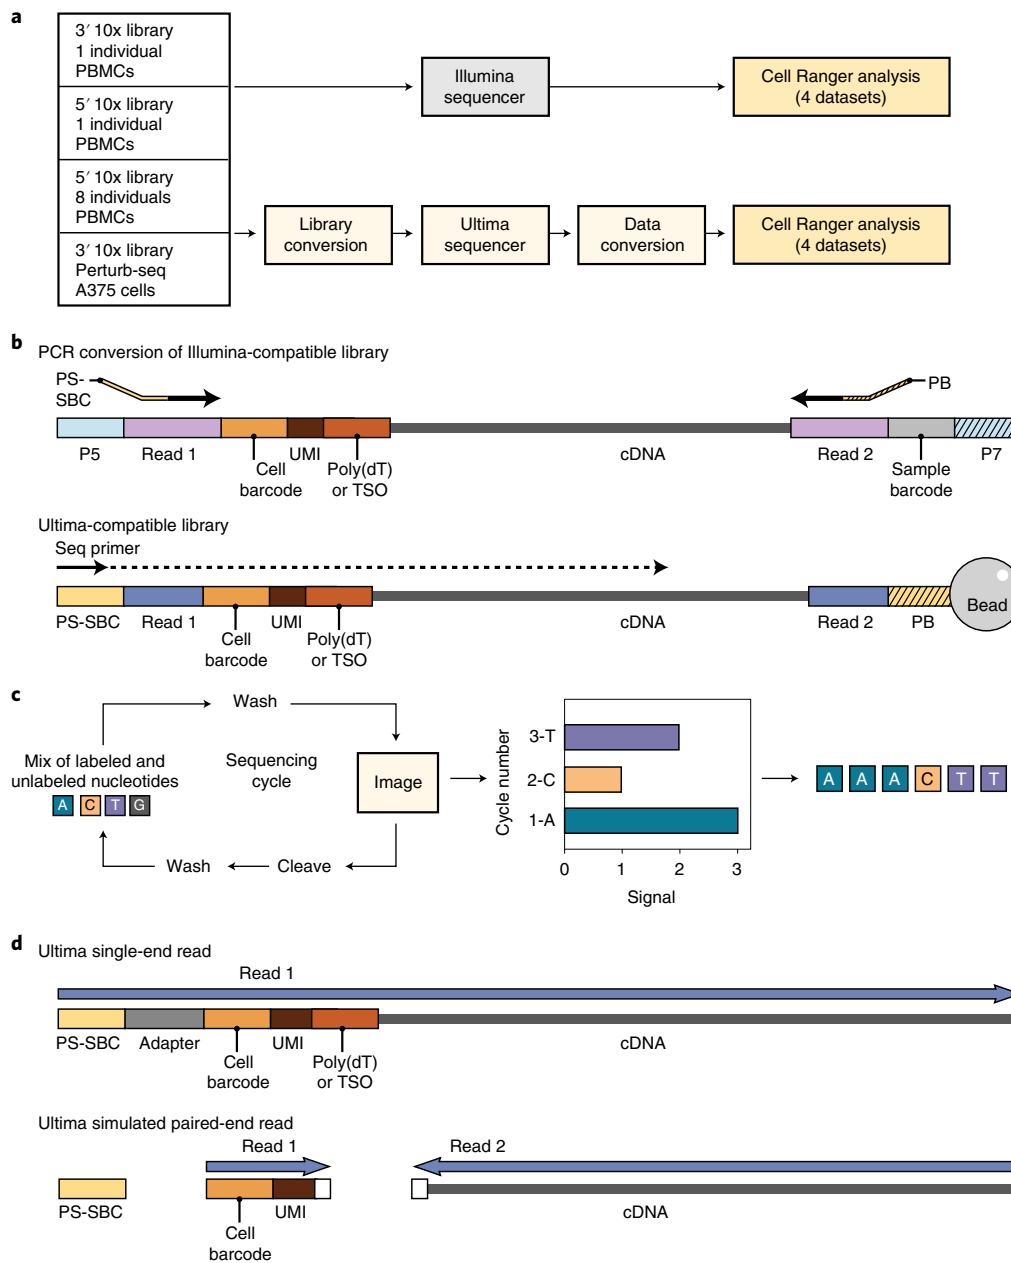 a
3′ 10x library
1 individual
PBMCs
5′ 10x library
1 individual
PBMCs
5′ 10x library
8 individuals
PBMCs
3′ 10x library
Perturb-seq
A375 cells
Illumina
sequencer
Cell Ranger analysis
(4 datasets)
Library
conversion
Ultima
sequencer
Data
conversion
Cell Ranger analysis
(4 datasets)
b
PCR conversion of Illumina-compatible library
PS-
SBC
PB
P5
Read 1
Cell
barcode
UMI
Poly(dT)
or TSO
cDNA
Read 2
Sample
barcode
P7
Ultima-compatible library
Seq primer
PS-SBC
Read 1
Cell
barcode
UMI
Poly(dT)
or TSO
cDNA
Read 2
PB
Bead
c
Wash
Mix of labeled and
unlabeled nucleotides
A C T G
Sequencing
cycle
Image
Wash
Cleave
Cycle number
3-T
2-C
1-A
0 1 2 3
Signal
A A A C T T
d
Ultima single-end read
Read 1
PS-SBC
Adapter
Cell
barcode
UMI
Poly(dT)
or TSO
cDNA
Ultima simulated paired-end read
Read 1
Read 2
PS-SBC
Cell
barcode
UMI
cDNA